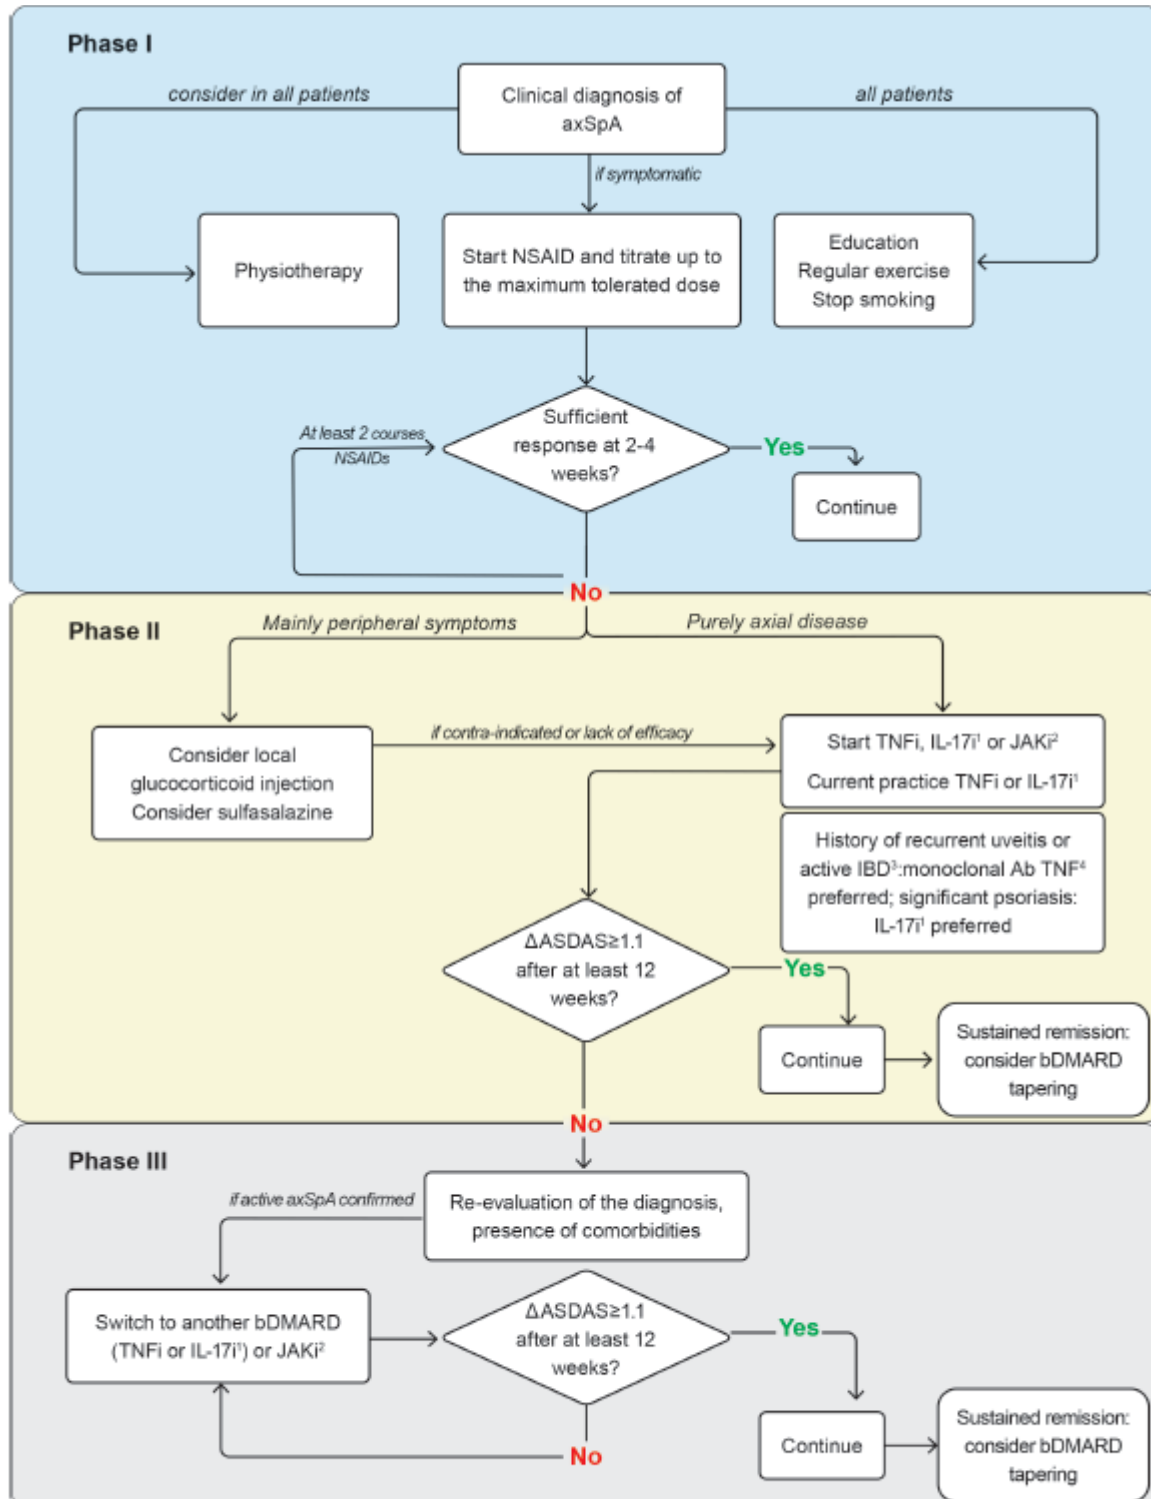 Phase I
consider in all patients
Clinical diagnosis of
axSpA
all patients
if symptomatic
Physiotherapy
Start NSAID and titrate up to
the maximum tolerated dose
Education
Regular exercise
Stop smoking
At least 2 courses
NSAIDs
Sufficient
response at 2-4
weeks?
Yes
Continue
No
Phase II
Mainly peripheral symptoms
Purely axial disease
Consider local
glucocorticoid injection
Consider sulfasalazine
if contra-indicated or lack of efficacy
Start TNFi, IL-17i¹ or JAKi²
Current practice TNFi or IL-17i¹
History of recurrent uveitis or
active IBD³:monoclonal Ab TNF⁴
preferred; significant psoriasis:
IL-17i¹ preferred
ΔASDAS≥1.1
after at least 12
weeks?
Yes
Continue
Sustained remission:
consider bDMARD
tapering
No
Phase III
if active axSpA confirmed
Re-evaluation of the diagnosis,
presence of comorbidities
Switch to another bDMARD
(TNFi or IL-17i¹) or JAKi²
ΔASDAS≥1.1
after at least 12
weeks?
Yes
No
Continue
Sustained remission:
consider bDMARD
tapering